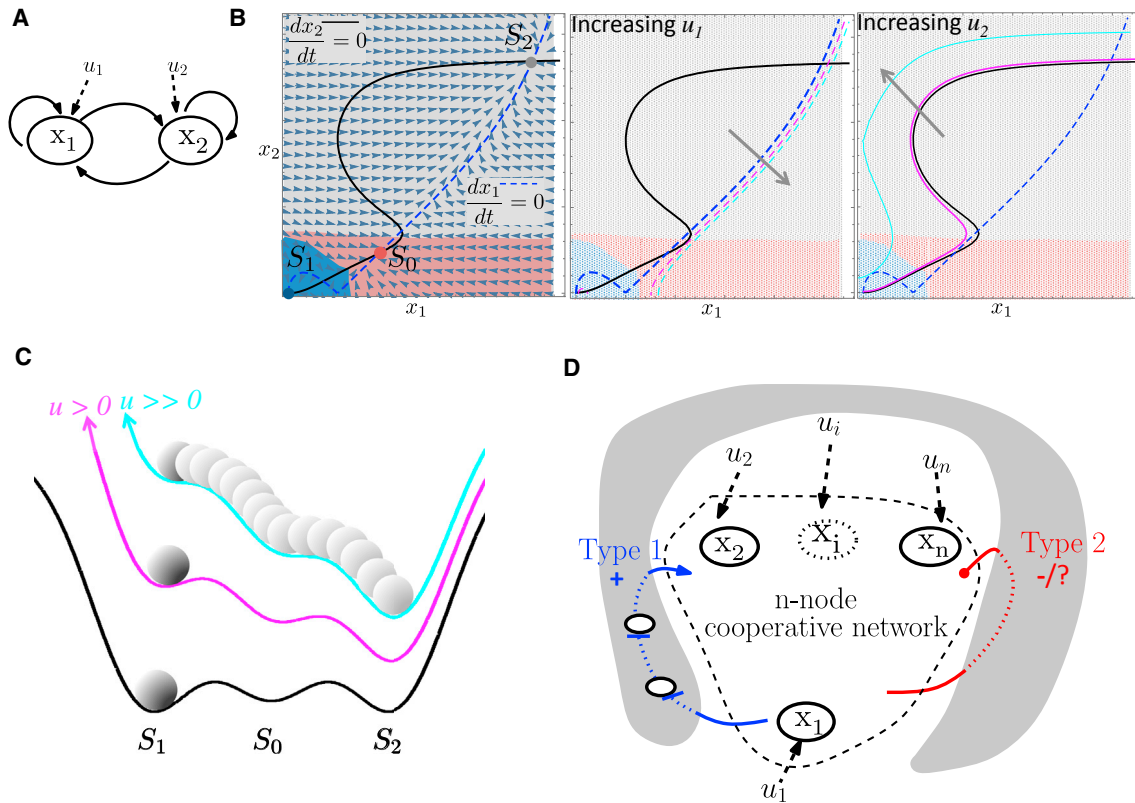 A
u₁
u₂
x₁
x₂
B
dx₂/dt = 0
S₂
x₂
dx₁/dt = 0
S₁
S₀
x₁
Increasing u₁
x₁
Increasing u₂
x₁
C
u > 0
u >> 0
S₁
S₀
S₂
D
uᵢ
u₂
uₙ
Type 1
+
x₂
xᵢ
xₙ
Type 2
-/?
n-node
cooperative network
x₁
u₁